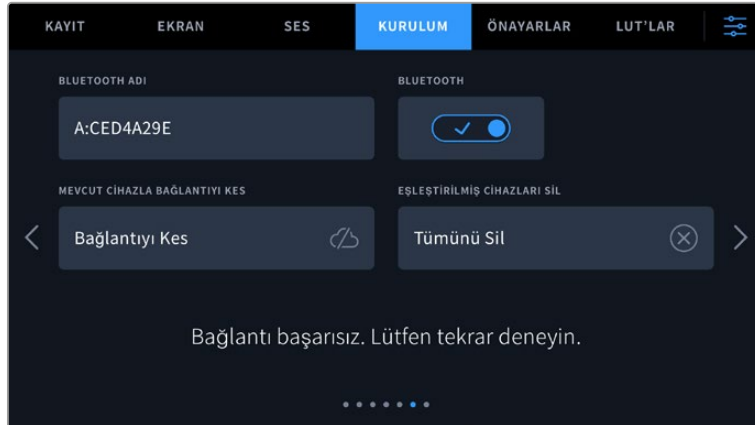 KAYIT EKRAN SES KURULUM ÖNAYARLAR LUT’LAR
BLUETOOTH ADI BLUETOOTH
A:CED4A29E
MEVCUT CİHAZLA BAĞLANTIYI KES EŞLEŞTİRİLMİŞ CİHAZLARI SİL
Bağlantıyı Kes Tümünü Sil
Bağlantı başarısız. Lütfen tekrar deneyin.